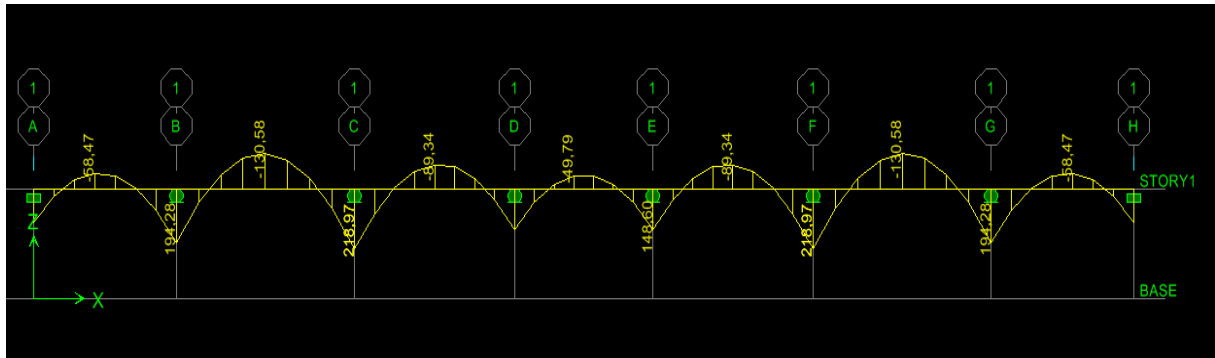 1 1 1 1 1 1 1 1
A B C D E F G H
-58,47 -130,58 -89,34 -49,79 -89,34 -130,58 -58,47
STORY1
194,28 218,97 148,60 218,97 194,28
Z
X
BASE